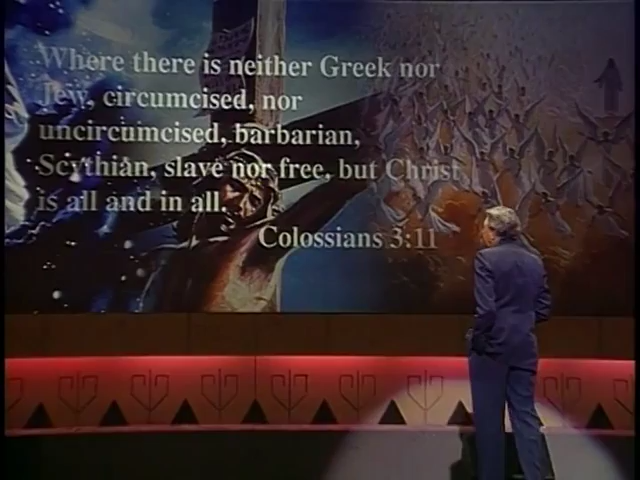 Where there is neither Greek nor
Jew, circumcised, nor
uncircumcised, barbarian,
Scythian, slave nor free, but Christ
is all and in all.
Colossians 3:11